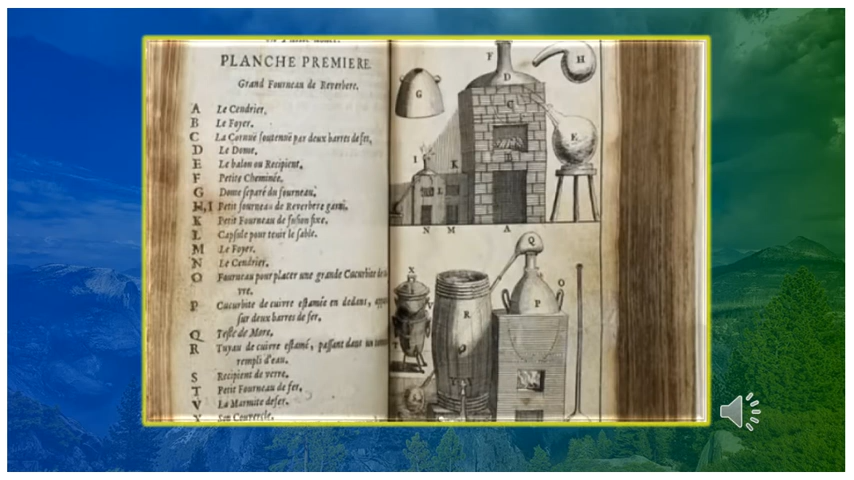 PLANCHE PREMIERE.
Grand Fourneau de Reverbere.
A Le Cendrier,
B Le Foyer.
C La Cornuë soutenuë par deux barres de fer,
D Le Dome.
E Le balon ou Recipient,
F Petite Cheminée.
G Dome separé du fourneau,
H, I Petit fourneau de Reverbere garni,
K Petit Fourneau de fusion fixe.
L Capsule pour tenir le sable.
M Le Foyer.
N Le Cendrier.
O Fourneau pour placer une grande Cucurbite de
vre.
P Cucurbite de cuivre estamée en dedans,
sur deux barres de fer,
Q Teste de More,
R Tuyau de cuivre estamé, passant dans un
rempli d'eau.
S Recipient de verre.
T Petit Fourneau de fer,
V La Marmite de fer.
Y Son Couvercle.
F
H
D
G
C
E
B
I
K
L
N M A
Q
X
O
P
R
V